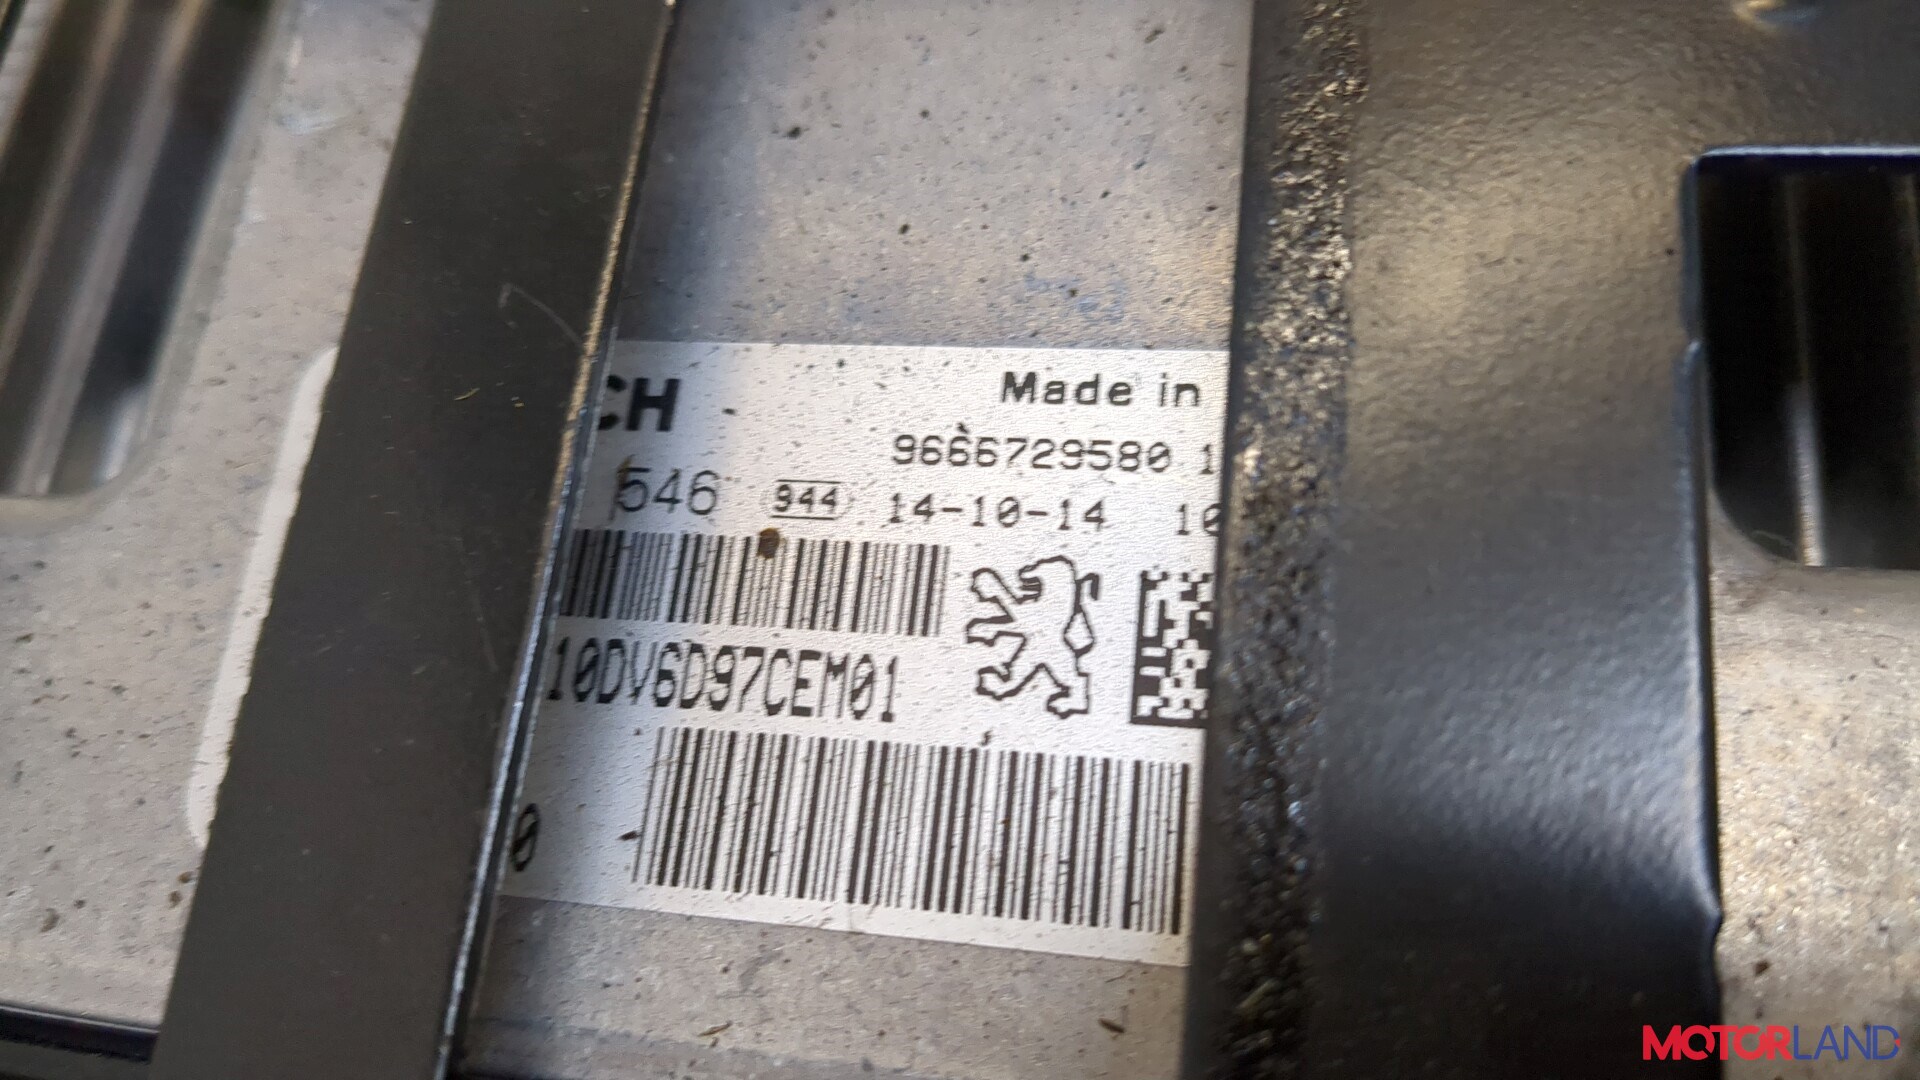 CH
Made in
9666729580 1
546 944 14-10-14 10
10DV6D97CEM01
0
MOTORLAND